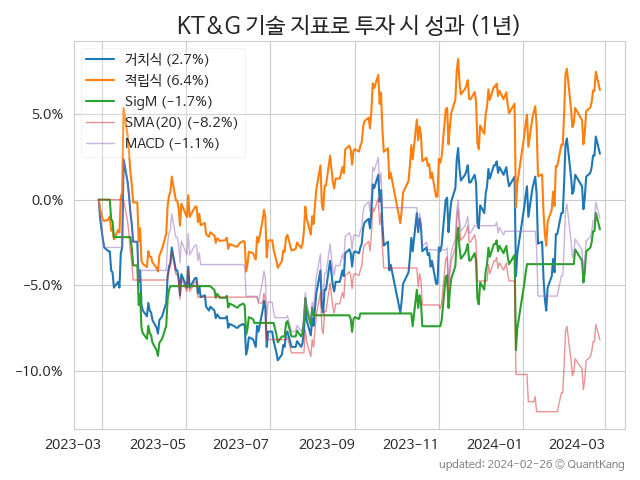 KT&G 기술 지표로 투자 시 성과 (1년)
거치식 (2.7%)
적립식 (6.4%)
SigM (−1.7%)
SMA(20) (−8.2%)
MACD (−1.1%)
5.0%
0.0%
−5.0%
−10.0%
2023-03 2023-05 2023-07 2023-09 2023-11 2024-01 2024-03
updated: 2024-02-26 © QuantKang